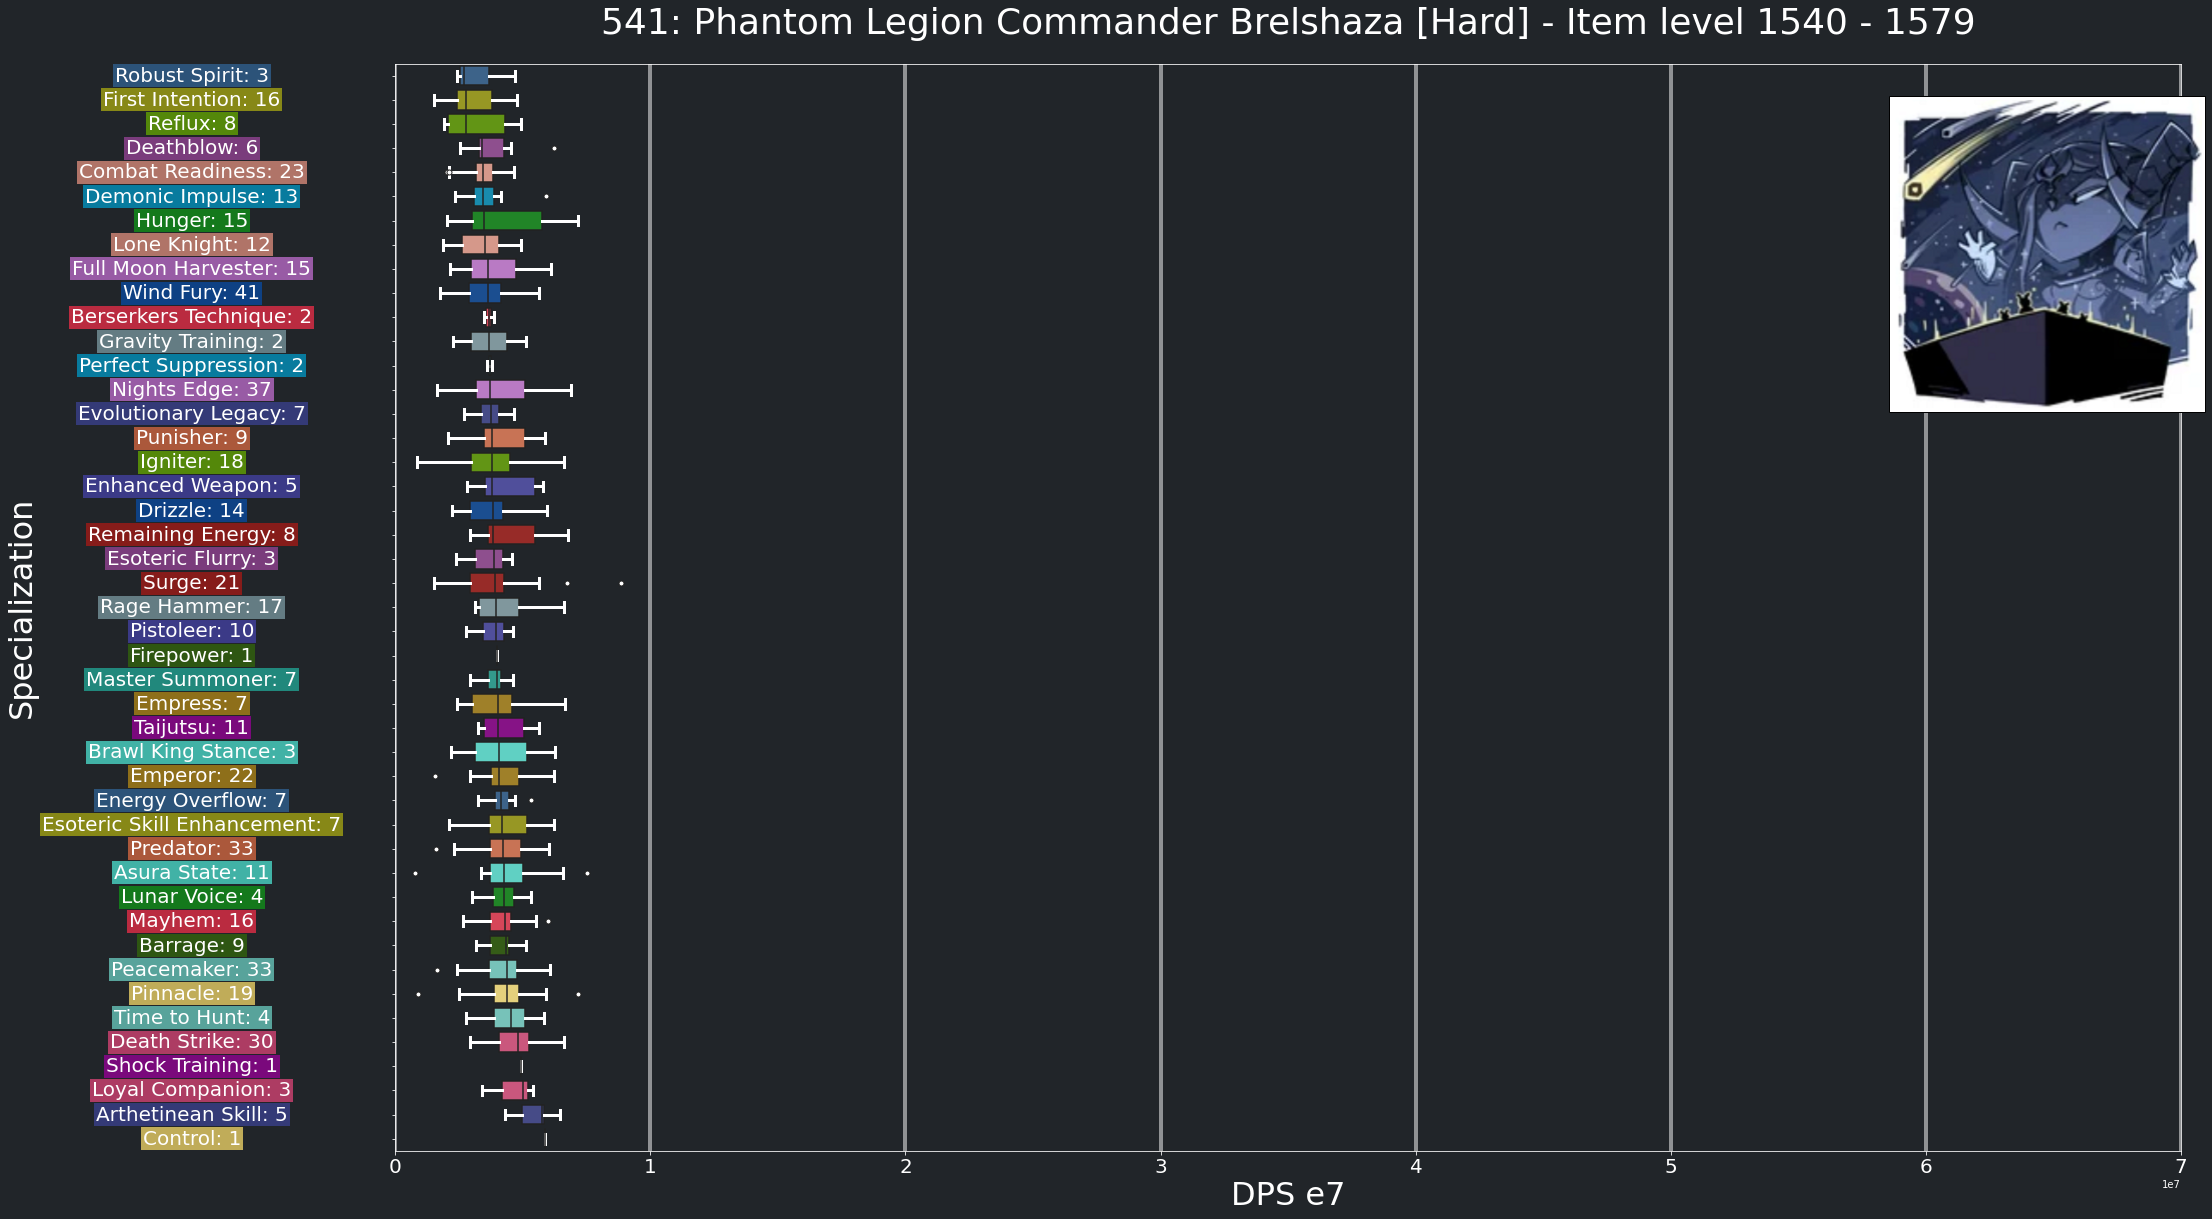 541: Phantom Legion Commander Brelshaza [Hard] - Item level 1540 - 1579
Specialization
Robust Spirit: 3
First Intention: 16
Reflux: 8
Deathblow: 6
Combat Readiness: 23
Demonic Impulse: 13
Hunger: 15
Lone Knight: 12
Full Moon Harvester: 15
Wind Fury: 41
Berserkers Technique: 2
Gravity Training: 2
Perfect Suppression: 2
Nights Edge: 37
Evolutionary Legacy: 7
Punisher: 9
Igniter: 18
Enhanced Weapon: 5
Drizzle: 14
Remaining Energy: 8
Esoteric Flurry: 3
Surge: 21
Rage Hammer: 17
Pistoleer: 10
Firepower: 1
Master Summoner: 7
Empress: 7
Taijutsu: 11
Brawl King Stance: 3
Emperor: 22
Energy Overflow: 7
Esoteric Skill Enhancement: 7
Predator: 33
Asura State: 11
Lunar Voice: 4
Mayhem: 16
Barrage: 9
Peacemaker: 33
Pinnacle: 19
Time to Hunt: 4
Death Strike: 30
Shock Training: 1
Loyal Companion: 3
Arthetinean Skill: 5
Control: 1
0 1 2 3 4 5 6 7
1e7
DPS e7